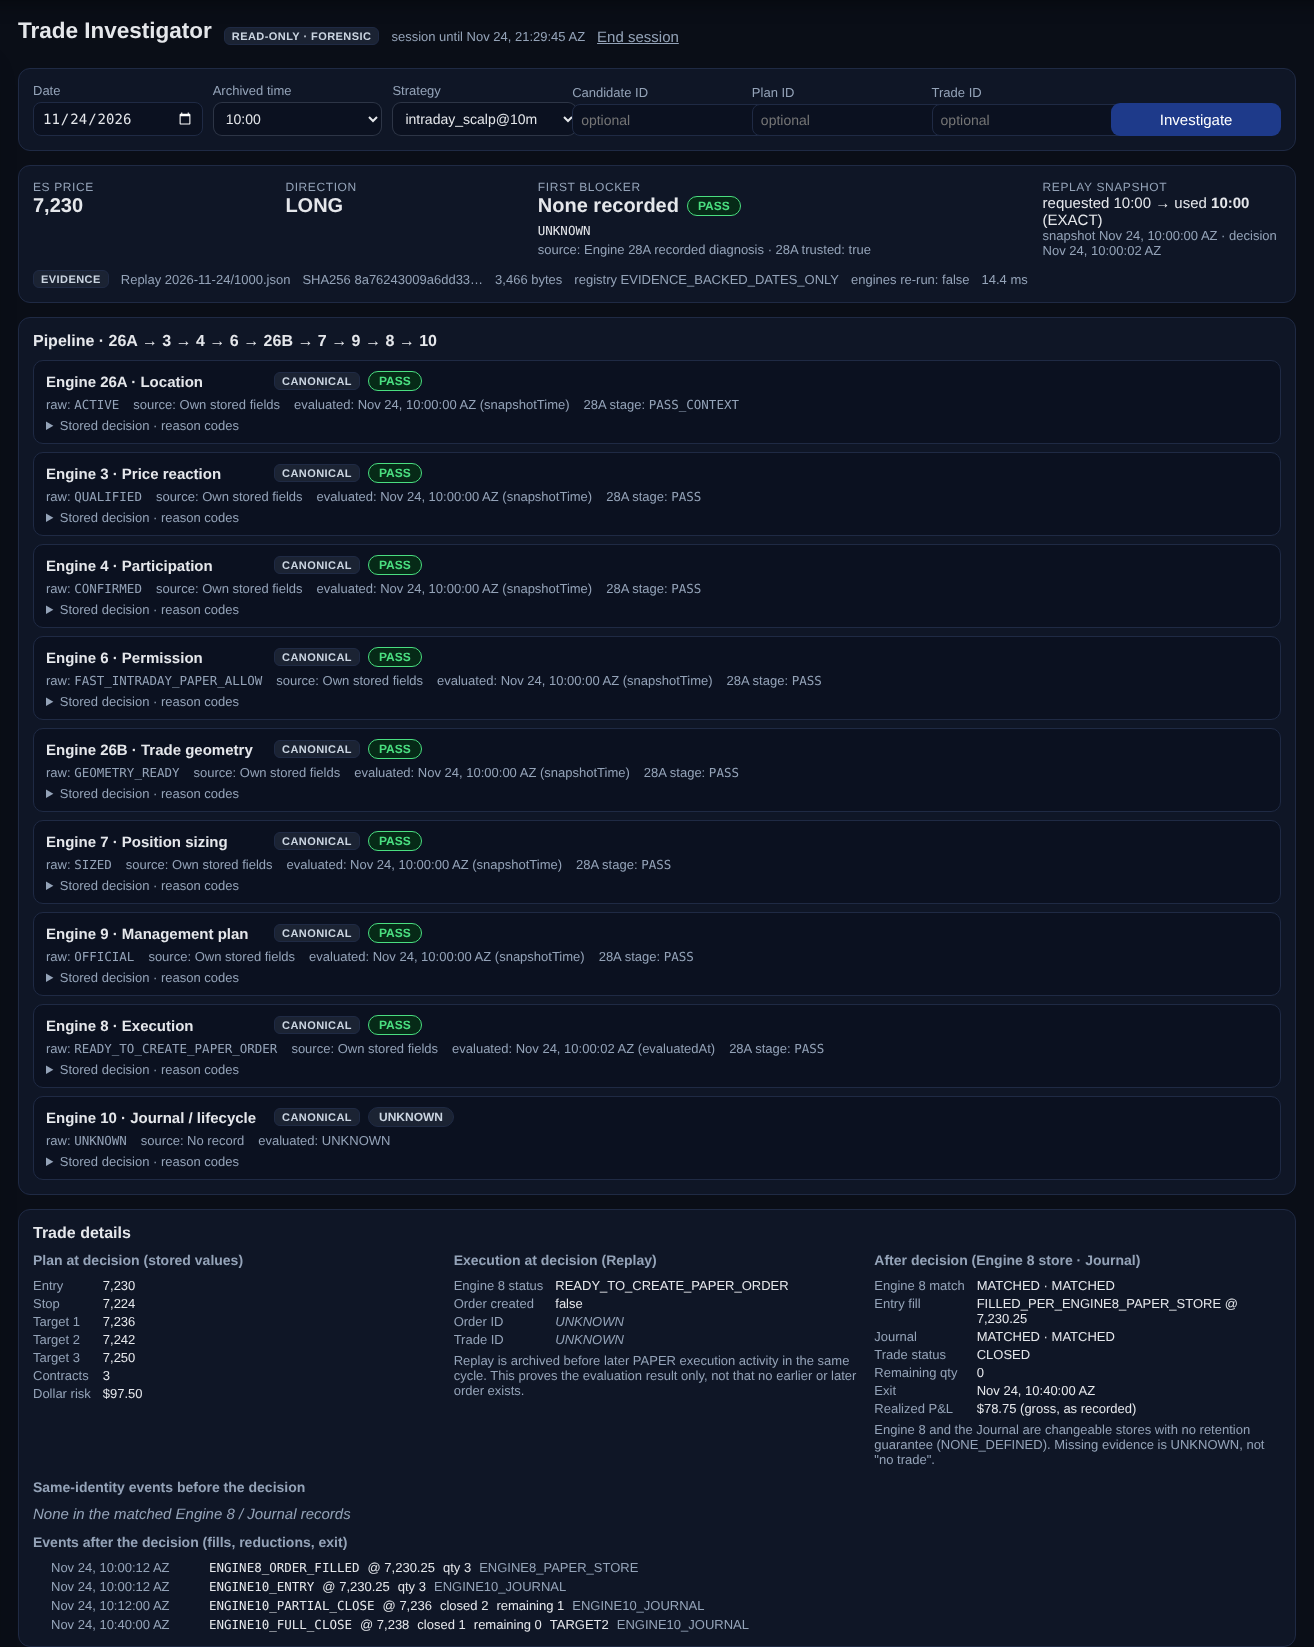 Trade Investigator READ-ONLY · FORENSIC session until Nov 24, 21:29:45 AZ End session
Date Archived time Strategy Candidate ID Plan ID Trade ID
11/24/2026 10:00 intraday_scalp@10m optional optional optional Investigate
ES PRICE DIRECTION FIRST BLOCKER REPLAY SNAPSHOT
7,230 LONG None recorded PASS requested 10:00 → used 10:00
(EXACT)
UNKNOWN
snapshot Nov 24, 10:00:00 AZ · decision
source: Engine 28A recorded diagnosis · 28A trusted: true
Nov 24, 10:00:02 AZ
EVIDENCE Replay 2026-11-24/1000.json SHA256 8a76243009a6dd33… 3,466 bytes registry EVIDENCE_BACKED_DATES_ONLY engines re-run: false 14.4 ms
Pipeline · 26A → 3 → 4 → 6 → 26B → 7 → 9 → 8 → 10
Engine 26A · Location CANONICAL PASS
raw: ACTIVE source: Own stored fields evaluated: Nov 24, 10:00:00 AZ (snapshotTime) 28A stage: PASS_CONTEXT
▶ Stored decision · reason codes
Engine 3 · Price reaction CANONICAL PASS
raw: QUALIFIED source: Own stored fields evaluated: Nov 24, 10:00:00 AZ (snapshotTime) 28A stage: PASS
▶ Stored decision · reason codes
Engine 4 · Participation CANONICAL PASS
raw: CONFIRMED source: Own stored fields evaluated: Nov 24, 10:00:00 AZ (snapshotTime) 28A stage: PASS
▶ Stored decision · reason codes
Engine 6 · Permission CANONICAL PASS
raw: FAST_INTRADAY_PAPER_ALLOW source: Own stored fields evaluated: Nov 24, 10:00:00 AZ (snapshotTime) 28A stage: PASS
▶ Stored decision · reason codes
Engine 26B · Trade geometry CANONICAL PASS
raw: GEOMETRY_READY source: Own stored fields evaluated: Nov 24, 10:00:00 AZ (snapshotTime) 28A stage: PASS
▶ Stored decision · reason codes
Engine 7 · Position sizing CANONICAL PASS
raw: SIZED source: Own stored fields evaluated: Nov 24, 10:00:00 AZ (snapshotTime) 28A stage: PASS
▶ Stored decision · reason codes
Engine 9 · Management plan CANONICAL PASS
raw: OFFICIAL source: Own stored fields evaluated: Nov 24, 10:00:00 AZ (snapshotTime) 28A stage: PASS
▶ Stored decision · reason codes
Engine 8 · Execution CANONICAL PASS
raw: READY_TO_CREATE_PAPER_ORDER source: Own stored fields evaluated: Nov 24, 10:00:02 AZ (evaluatedAt) 28A stage: PASS
▶ Stored decision · reason codes
Engine 10 · Journal / lifecycle CANONICAL UNKNOWN
raw: UNKNOWN source: No record evaluated: UNKNOWN
▶ Stored decision · reason codes
Trade details
Plan at decision (stored values)
Entry 7,230
Stop 7,224
Target 1 7,236
Target 2 7,242
Target 3 7,250
Contracts 3
Dollar risk $97.50
Execution at decision (Replay)
Engine 8 status READY_TO_CREATE_PAPER_ORDER
Order created false
Order ID UNKNOWN
Trade ID UNKNOWN
Replay is archived before later PAPER execution activity in the same
cycle. This proves the evaluation result only, not that no earlier or later
order exists.
After decision (Engine 8 store · Journal)
Engine 8 match MATCHED · MATCHED
Entry fill FILLED_PER_ENGINE8_PAPER_STORE @
7,230.25
Journal MATCHED · MATCHED
Trade status CLOSED
Remaining qty 0
Exit Nov 24, 10:40:00 AZ
Realized P&L $78.75 (gross, as recorded)
Engine 8 and the Journal are changeable stores with no retention
guarantee (NONE_DEFINED). Missing evidence is UNKNOWN, not
"no trade".
Same-identity events before the decision
None in the matched Engine 8 / Journal records
Events after the decision (fills, reductions, exit)
Nov 24, 10:00:12 AZ ENGINE8_ORDER_FILLED @ 7,230.25 qty 3 ENGINE8_PAPER_STORE
Nov 24, 10:00:12 AZ ENGINE10_ENTRY @ 7,230.25 qty 3 ENGINE10_JOURNAL
Nov 24, 10:12:00 AZ ENGINE10_PARTIAL_CLOSE @ 7,236 closed 2 remaining 1 ENGINE10_JOURNAL
Nov 24, 10:40:00 AZ ENGINE10_FULL_CLOSE @ 7,238 closed 1 remaining 0 TARGET2 ENGINE10_JOURNAL